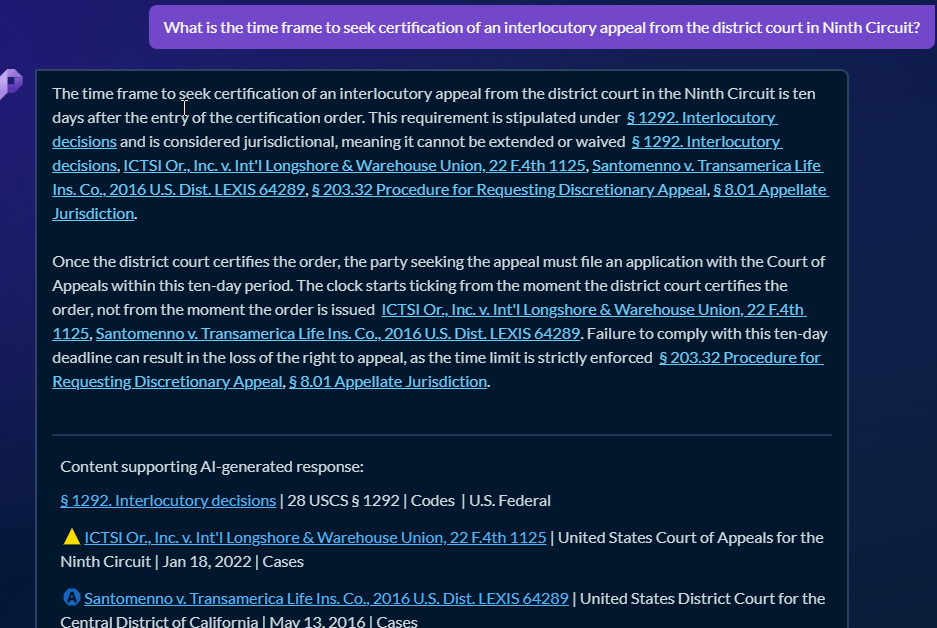 What is the time frame to seek certification of an interlocutory appeal from the district court in Ninth Circuit?
The time frame to seek certification of an interlocutory appeal from the district court in the Ninth Circuit is ten
days after the entry of the certification order. This requirement is stipulated under § 1292. Interlocutory
decisions and is considered jurisdictional, meaning it cannot be extended or waived § 1292. Interlocutory
decisions, ICTSI Or., Inc. v. Int'l Longshore & Warehouse Union, 22 F.4th 1125, Santomenno v. Transamerica Life
Ins. Co., 2016 U.S. Dist. LEXIS 64289, § 203.32 Procedure for Requesting Discretionary Appeal, § 8.01 Appellate
Jurisdiction.
Once the district court certifies the order, the party seeking the appeal must file an application with the Court of
Appeals within this ten-day period. The clock starts ticking from the moment the district court certifies the
order, not from the moment the order is issued ICTSI Or., Inc. v. Int'l Longshore & Warehouse Union, 22 F.4th
1125, Santomenno v. Transamerica Life Ins. Co., 2016 U.S. Dist. LEXIS 64289. Failure to comply with this ten-day
deadline can result in the loss of the right to appeal, as the time limit is strictly enforced § 203.32 Procedure for
Requesting Discretionary Appeal, § 8.01 Appellate Jurisdiction.
Content supporting AI-generated response:
§ 1292. Interlocutory decisions | 28 USCS § 1292 | Codes | U.S. Federal
ICTSI Or., Inc. v. Int'l Longshore & Warehouse Union, 22 F.4th 1125 | United States Court of Appeals for the
Ninth Circuit | Jan 18, 2022 | Cases
A Santomenno v. Transamerica Life Ins. Co., 2016 U.S. Dist. LEXIS 64289 | United States District Court for the
Central District of California | May 13, 2016 | Cases